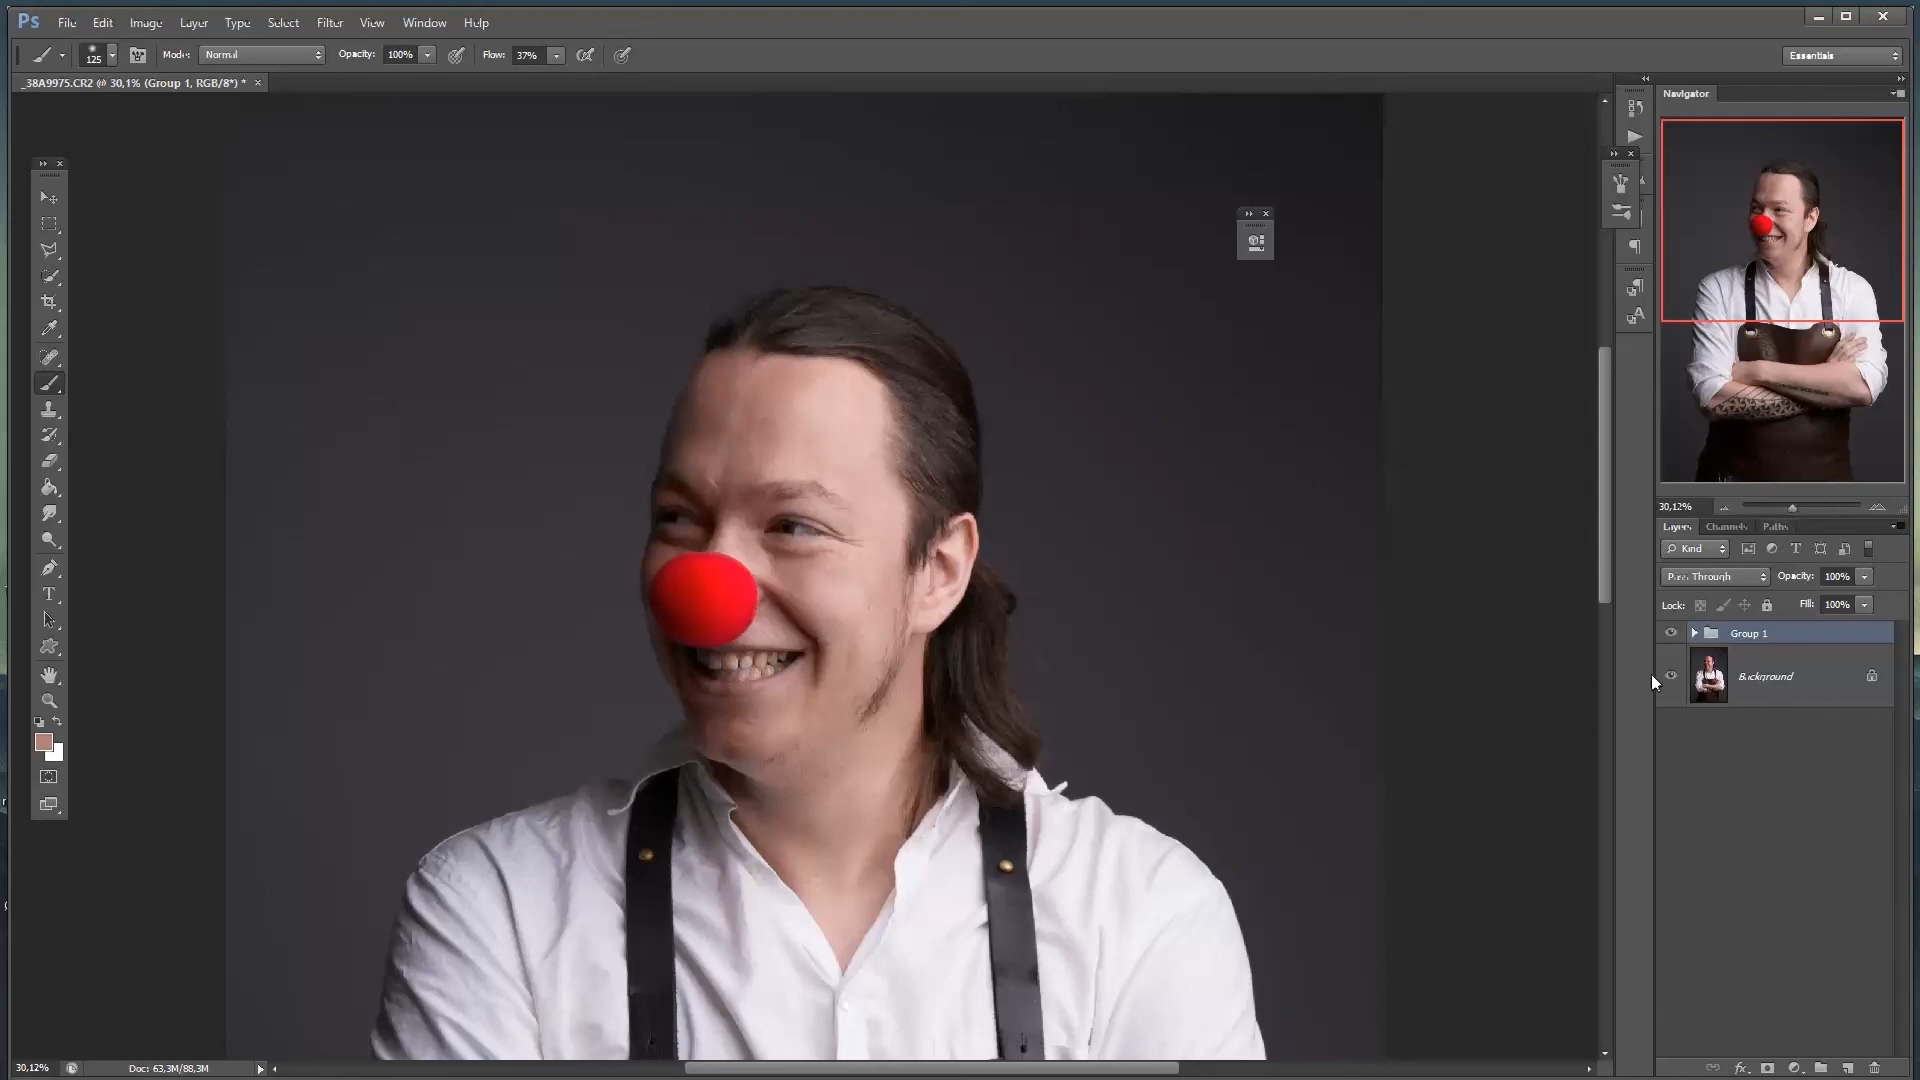 Ps File Edit Image Layer Type Select Filter View Window Help
125 Mode: Normal Opacity: 100% Flow: 37% Essentials
_38A9975.CR2 @ 30,1% (Group 1, RGB/8*) *
Navigator
30,12%
Layers Channels Paths
Kind
Pass Through Opacity: 100%
Lock: Fill: 100%
Group 1
Background
30,12% Doc: 63,3M/88,3M